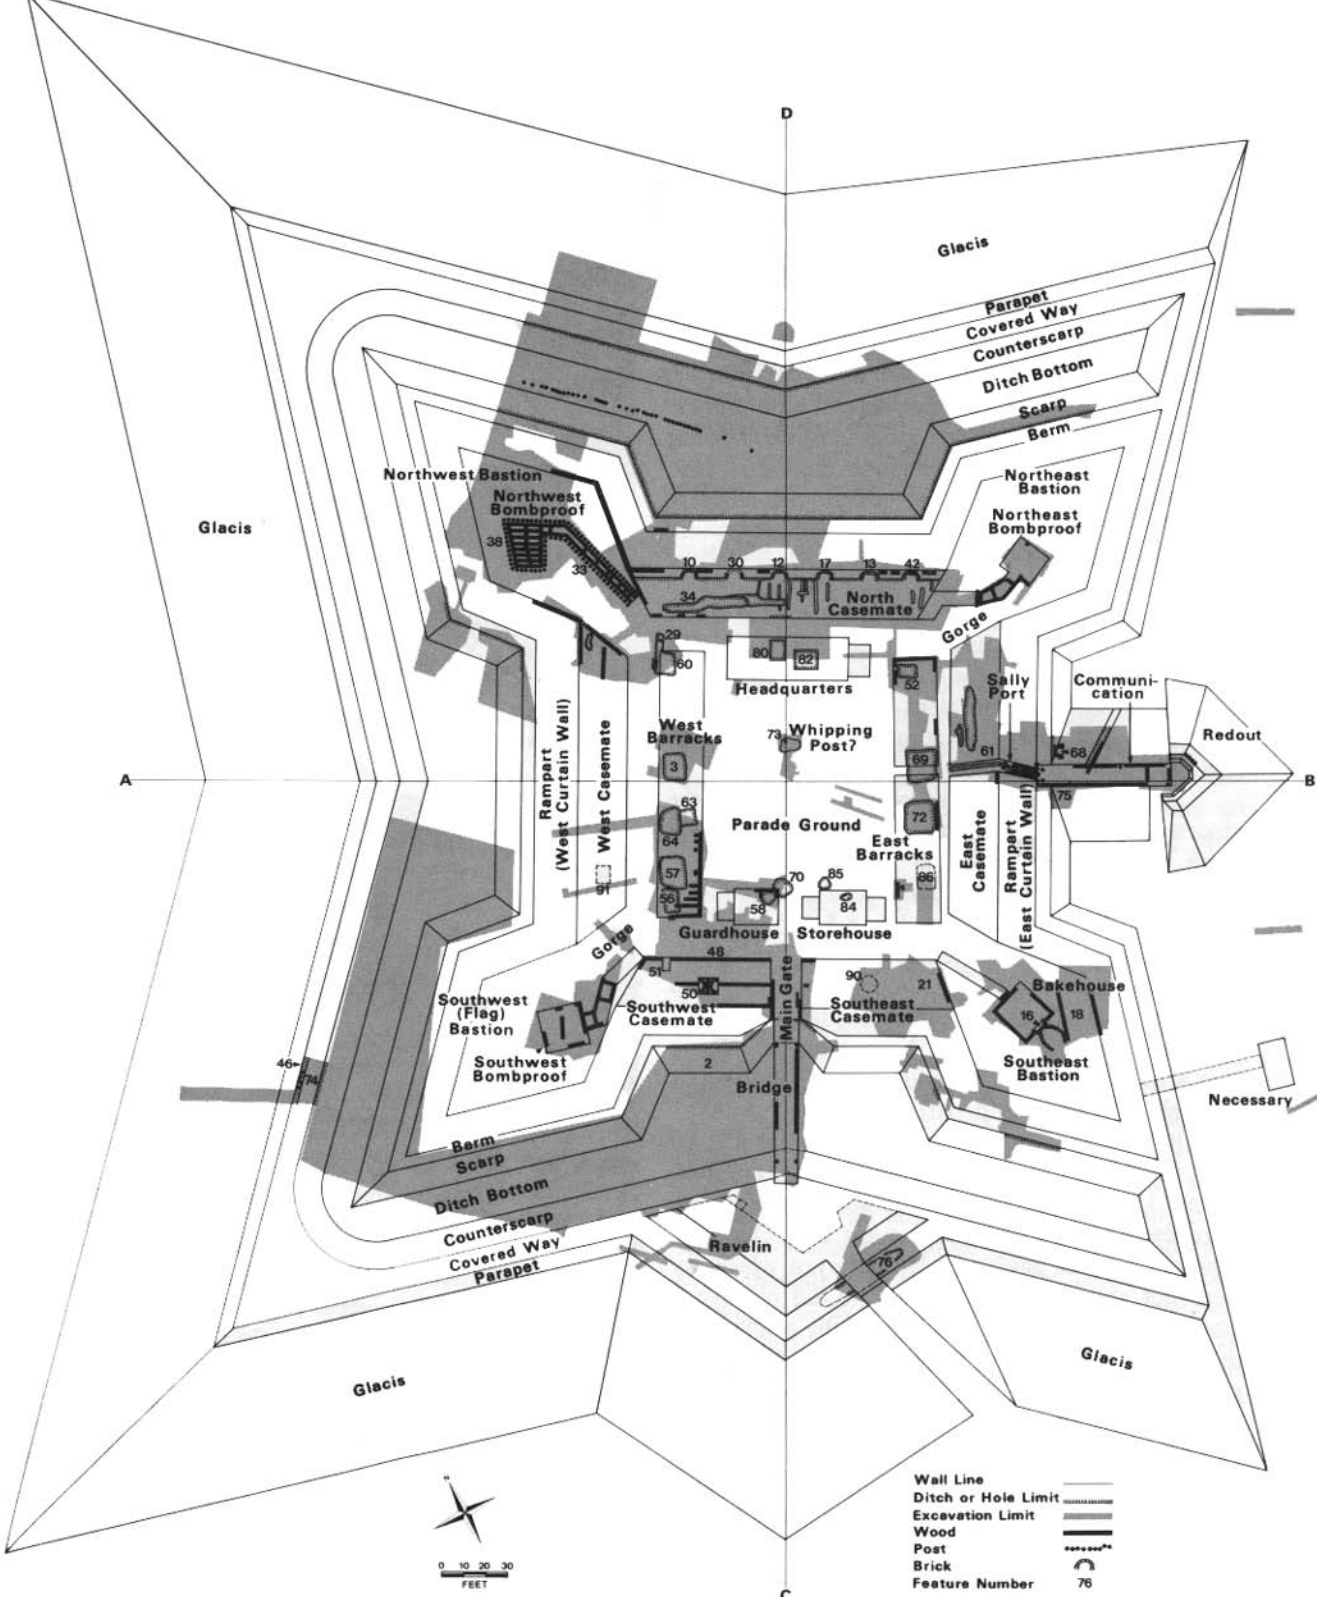 D
Glacis
Parapet
Covered Way
Counterscarp
Ditch Bottom
Scarp
Berm
Northwest Bastion
Northwest
Bombproof
Northeast
Bastion
Northeast
Bombproof
Glacis
38
33
10
30
12
17
13
42
34
North
Casemate
Gorge
29
60
80
82
52
Headquarters
Sally
Port
Communi-
cation
Redout
West
Barracks
73
Whipping
Post?
3
69
61
68
A
B
75
Rampart
(West Curtain Wall)
West Casemate
63
64
72
Parade Ground
East
Barracks
East
Casemate
Rampart
(East Curtain Wall)
57
56
91
70
85
86
58
84
Guardhouse
Storehouse
Gorge
48
51
50
Main Gate
90
21
Bakehouse
Southwest
(Flag)
Bastion
Southwest
Casemate
Southeast
Casemate
16
18
Southwest
Bombproof
2
Southeast
Bastion
46
74
Bridge
Necessary
Berm
Scarp
Ditch Bottom
Counterscarp
Covered Way
Parapet
Ravelin
76
Glacis
Glacis
0 10 20 30
FEET
Wall Line
Ditch or Hole Limit
Excavation Limit
Wood
Post
Brick
Feature Number 76
C